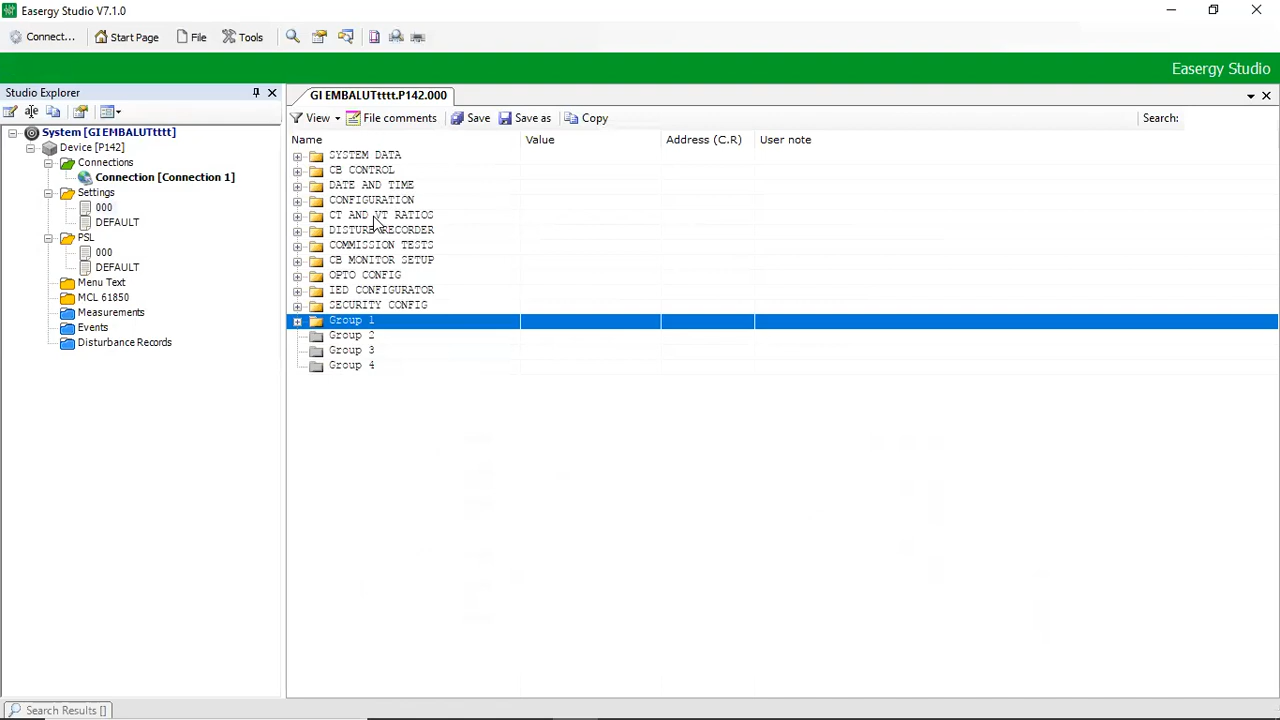 Easergy Studio V7.1.0
Connect... Start Page File Tools
Easergy Studio
Studio Explorer
GI EMBALUTtttt.P142.000
View File comments Save Save as Copy Search:
Name Value Address (C.R) User note
System [GI EMBALUTtttt]
Device [P142]
Connections
Connection [Connection 1]
Settings
000
DEFAULT
PSL
000
DEFAULT
Menu Text
MCL 61850
Measurements
Events
Disturbance Records
SYSTEM DATA
CB CONTROL
DATE AND TIME
CONFIGURATION
CT AND VT RATIOS
DISTURB RECORDER
COMMISSION TESTS
CB MONITOR SETUP
OPTO CONFIG
IED CONFIGURATOR
SECURITY CONFIG
Group 1
Group 2
Group 3
Group 4
Search Results []